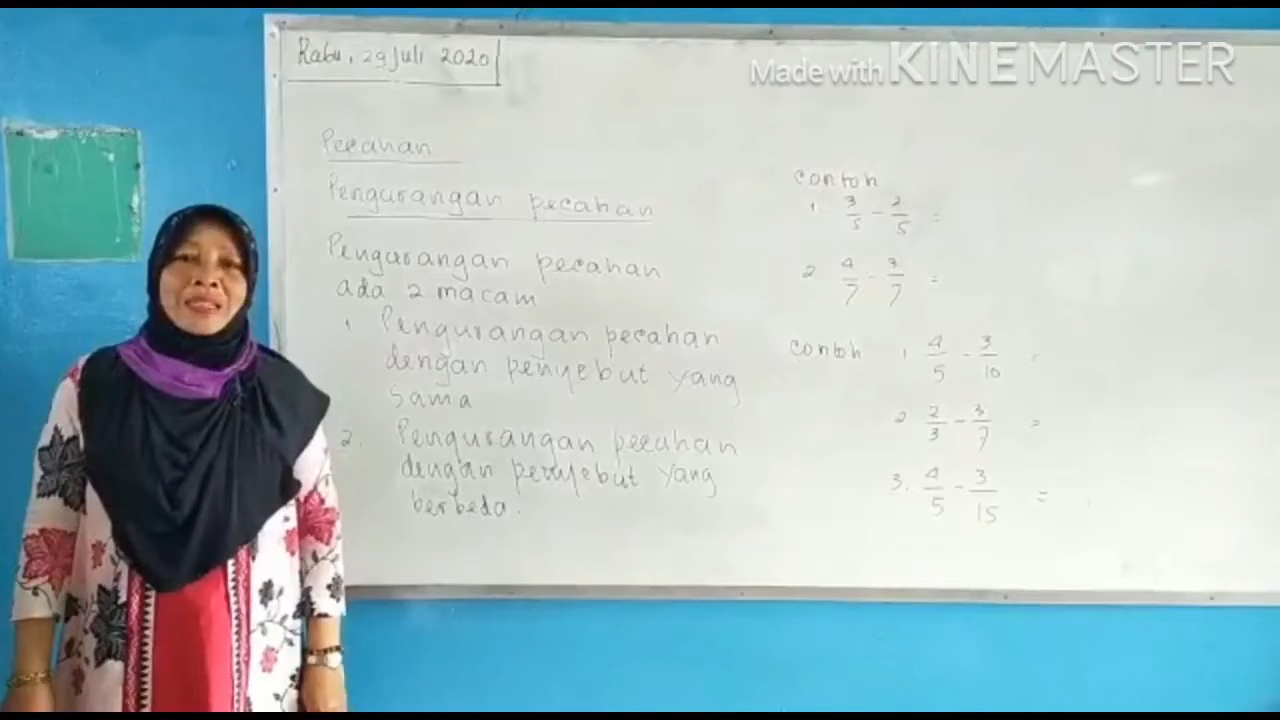 Rabu, 29 Juli 2020
Made with KINEMASTER
Pecahan
Pengurangan pecahan
Pengurangan pecahan
ada 2 macam
1 Pengurangan pecahan
dengan penyebut yang
sama
2. Pengurangan pecahan
dengan penyebut yang
berbeda.
contoh
1. 3/5 - 2/5 =
2 4/7 - 3/7 =
contoh 1. 4/5 - 3/10 =
2 2/3 - 3/7 =
3. 4/5 - 3/15 =